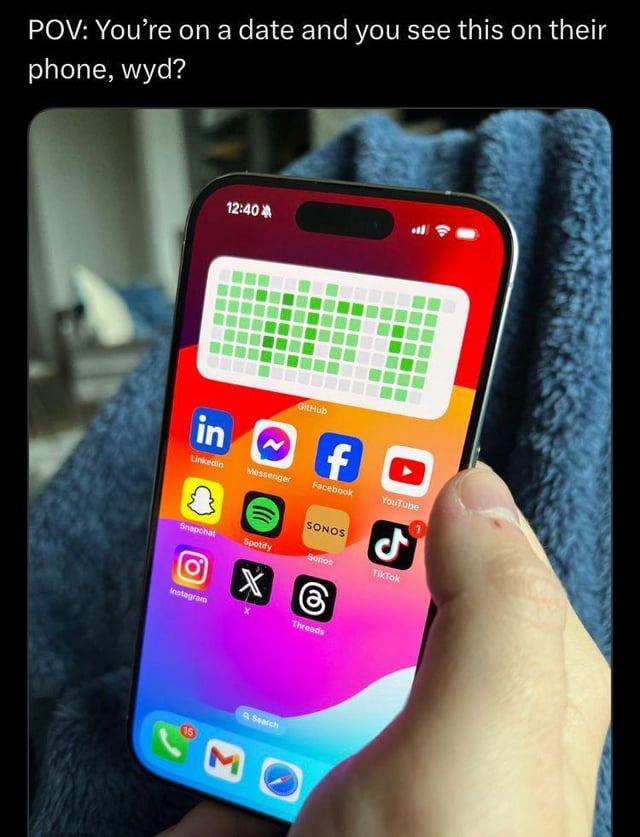 POV: You’re on a date and you see this on their
phone, wyd?
12:40
GitHub
in
LinkedIn
Messenger
Facebook
YouTube
Snapchat
Spotify
SONOS
Sonos
1
TikTok
Instagram
X
Threads
Search
15